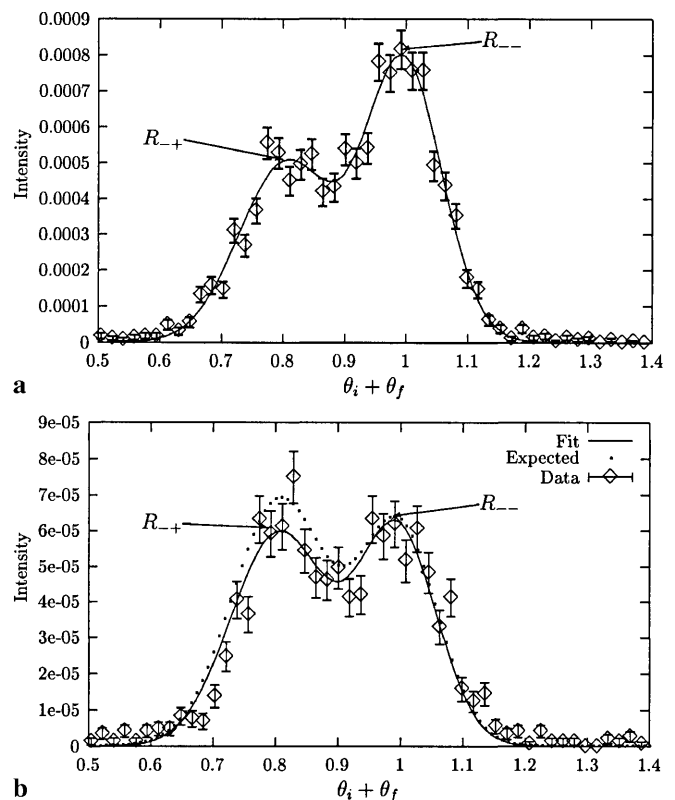 0.0009
0.0008
0.0007
0.0006
0.0005
0.0004
0.0003
0.0002
0.0001
0
Intensity
R₋₋
R₋₊
0.5 0.6 0.7 0.8 0.9 1 1.1 1.2 1.3 1.4
θᵢ + θ_f
a
9e-05
8e-05
7e-05
6e-05
5e-05
4e-05
3e-05
2e-05
1e-05
0
Intensity
Fit
Expected
Data
R₋₊
R₋₋
0.5 0.6 0.7 0.8 0.9 1 1.1 1.2 1.3 1.4
θᵢ + θ_f
b